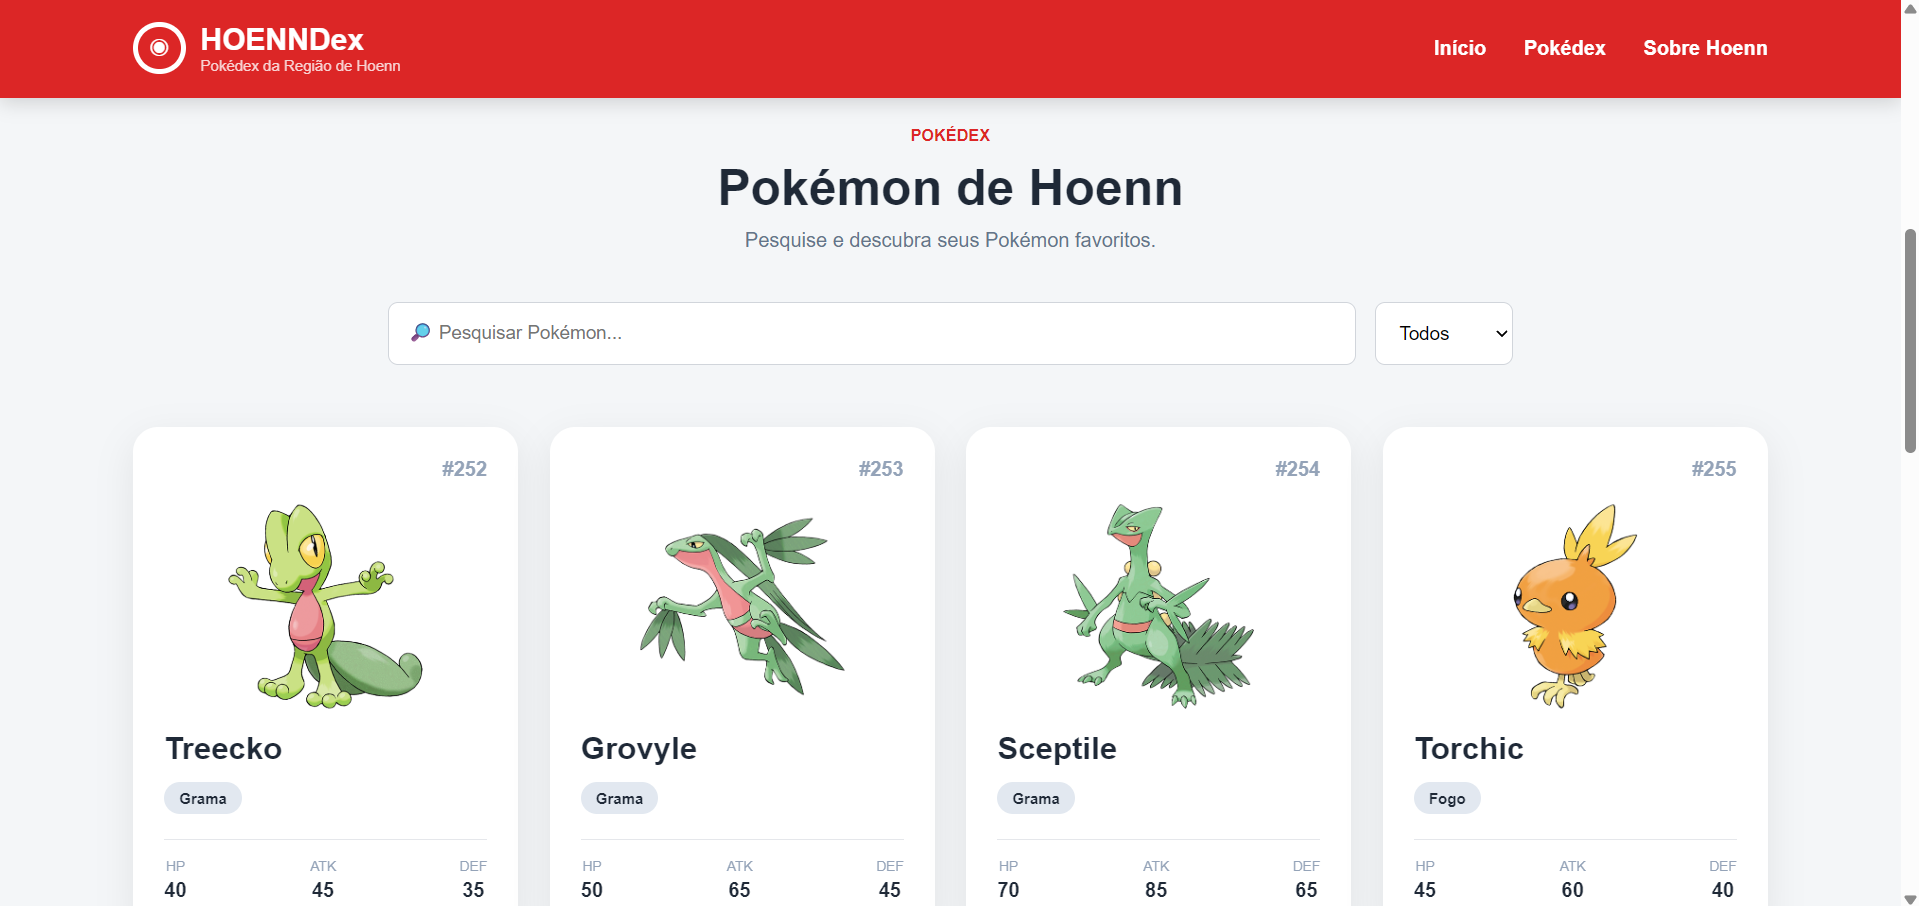 HOENNDex
Pokédex da Região de Hoenn
Início Pokédex Sobre Hoenn
POKÉDEX
Pokémon de Hoenn
Pesquise e descubra seus Pokémon favoritos.
Pesquisar Pokémon...
Todos
#252
Treecko
Grama
HP ATK DEF
40 45 35
#253
Grovyle
Grama
HP ATK DEF
50 65 45
#254
Sceptile
Grama
HP ATK DEF
70 85 65
#255
Torchic
Fogo
HP ATK DEF
45 60 40